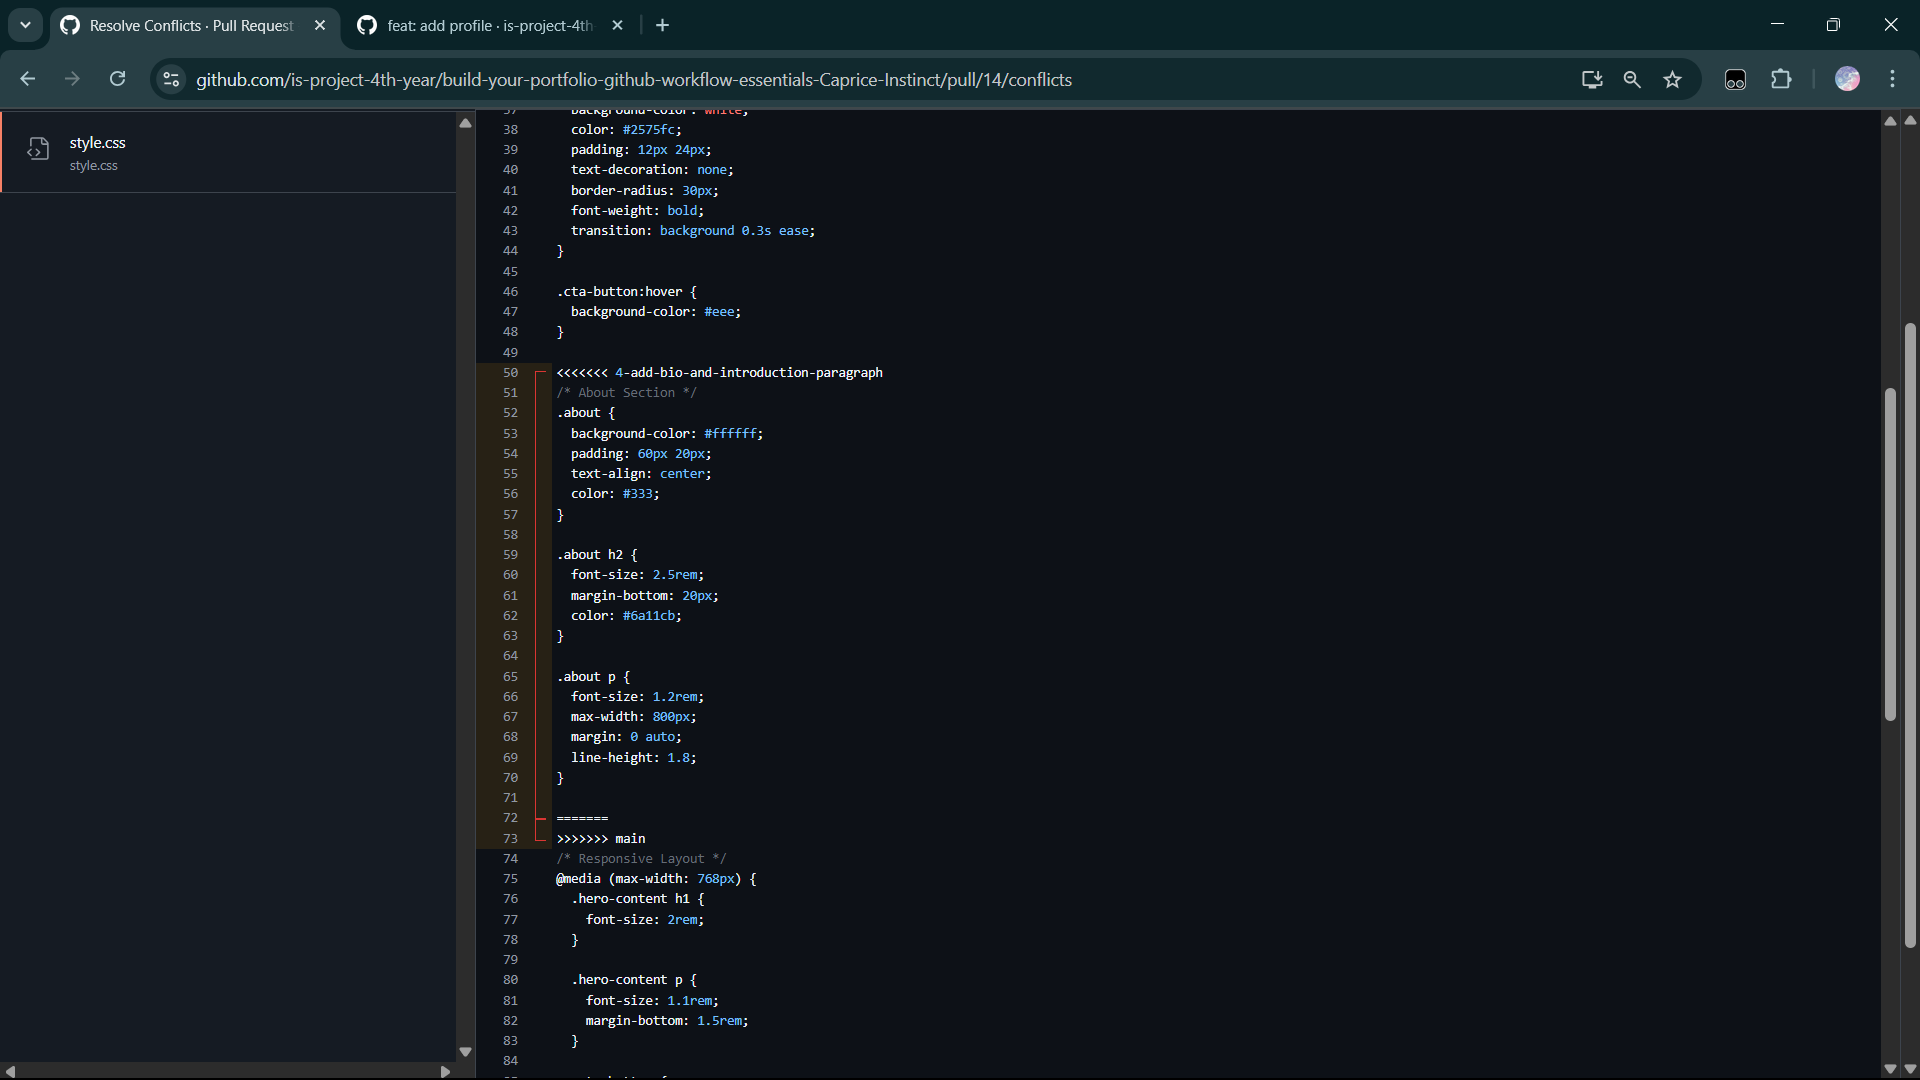 Resolve Conflicts · Pull Request
feat: add profile · is-project-4th
github.com/is-project-4th-year/build-your-portfolio-github-workflow-essentials-Caprice-Instinct/pull/14/conflicts
style.css
style.css
37 background-color: white;
38 color: #2575fc;
39 padding: 12px 24px;
40 text-decoration: none;
41 border-radius: 30px;
42 font-weight: bold;
43 transition: background 0.3s ease;
44 }
45
46 .cta-button:hover {
47 background-color: #eee;
48 }
49
50 <<<<<<< 4-add-bio-and-introduction-paragraph
51 /* About Section */
52 .about {
53 background-color: #ffffff;
54 padding: 60px 20px;
55 text-align: center;
56 color: #333;
57 }
58
59 .about h2 {
60 font-size: 2.5rem;
61 margin-bottom: 20px;
62 color: #6a11cb;
63 }
64
65 .about p {
66 font-size: 1.2rem;
67 max-width: 800px;
68 margin: 0 auto;
69 line-height: 1.8;
70 }
71
72 =======
73 >>>>>>> main
74 /* Responsive Layout */
75 @media (max-width: 768px) {
76 .hero-content h1 {
77 font-size: 2rem;
78 }
79
80 .hero-content p {
81 font-size: 1.1rem;
82 margin-bottom: 1.5rem;
83 }
84